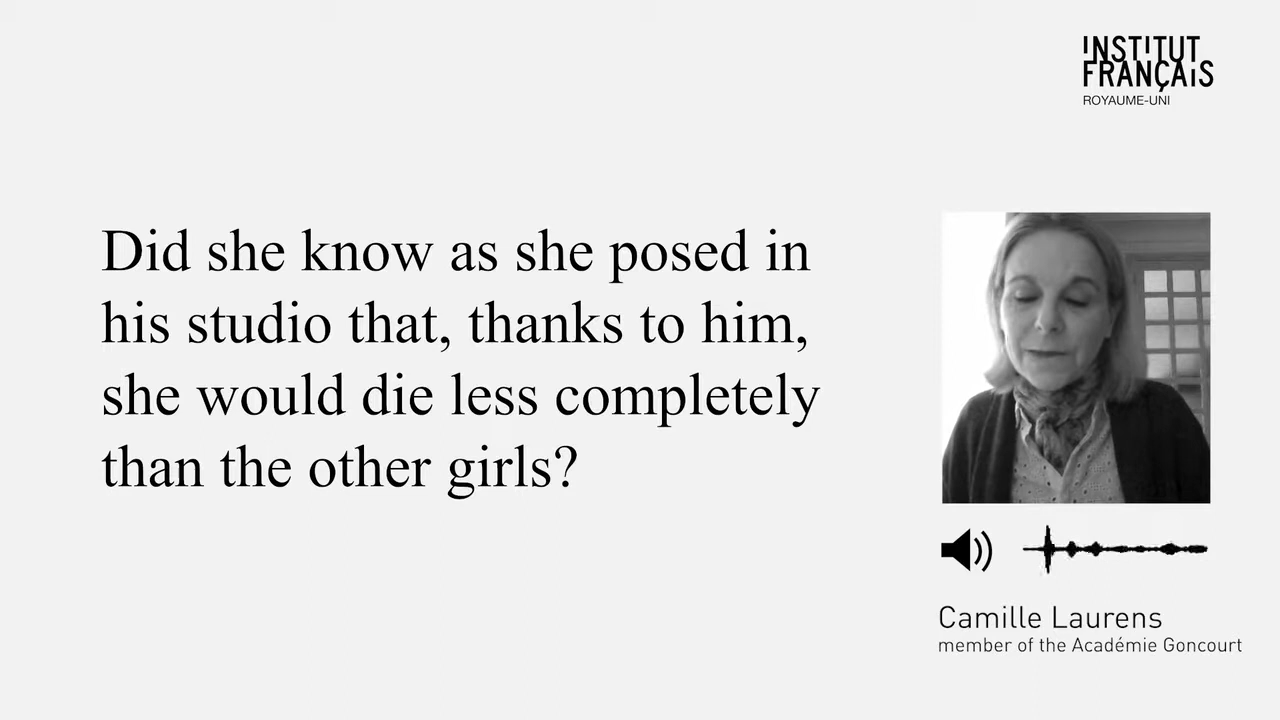 INSTITUT
FRANÇAIS
ROYAUME-UNI
Did she know as she posed in
his studio that, thanks to him,
she would die less completely
than the other girls?
Camille Laurens
member of the Académie Goncourt